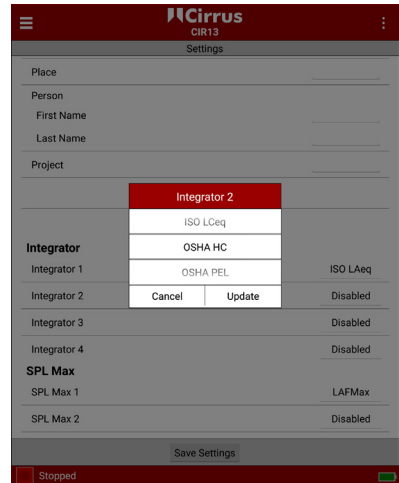 Cirrus
CIR13
Settings
Place
Person
First Name
Last Name
Project
Integrator 2
ISO LCeq
OSHA HC
OSHA PEL
Cancel Update
Integrator
Integrator 1 ISO LAeq
Integrator 2 Disabled
Integrator 3 Disabled
Integrator 4 Disabled
SPL Max
SPL Max 1 LAFMax
SPL Max 2 Disabled
Save Settings
Stopped